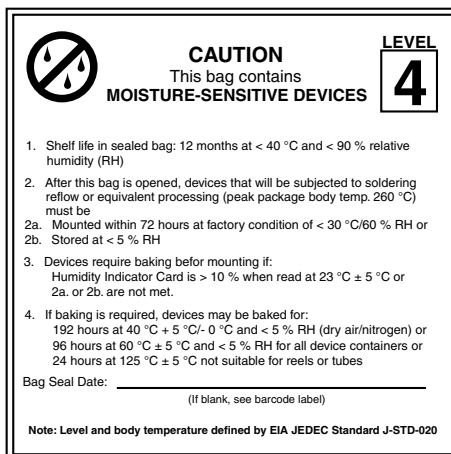 CAUTION
This bag contains
MOISTURE-SENSITIVE DEVICES
LEVEL
4
1. Shelf life in sealed bag: 12 months at < 40 °C and < 90 % relative
humidity (RH)
2. After this bag is opened, devices that will be subjected to soldering
reflow or equivalent processing (peak package body temp. 260 °C)
must be
2a. Mounted within 72 hours at factory condition of < 30 °C/60 % RH or
2b. Stored at < 5 % RH
3. Devices require baking befor mounting if:
Humidity Indicator Card is > 10 % when read at 23 °C ± 5 °C or
2a. or 2b. are not met.
4. If baking is required, devices may be baked for:
192 hours at 40 °C + 5 °C/- 0 °C and < 5 % RH (dry air/nitrogen) or
96 hours at 60 °C ± 5 °C and < 5 % RH for all device containers or
24 hours at 125 °C ± 5 °C not suitable for reels or tubes
Bag Seal Date:
(If blank, see barcode label)
Note: Level and body temperature defined by EIA JEDEC Standard J-STD-020